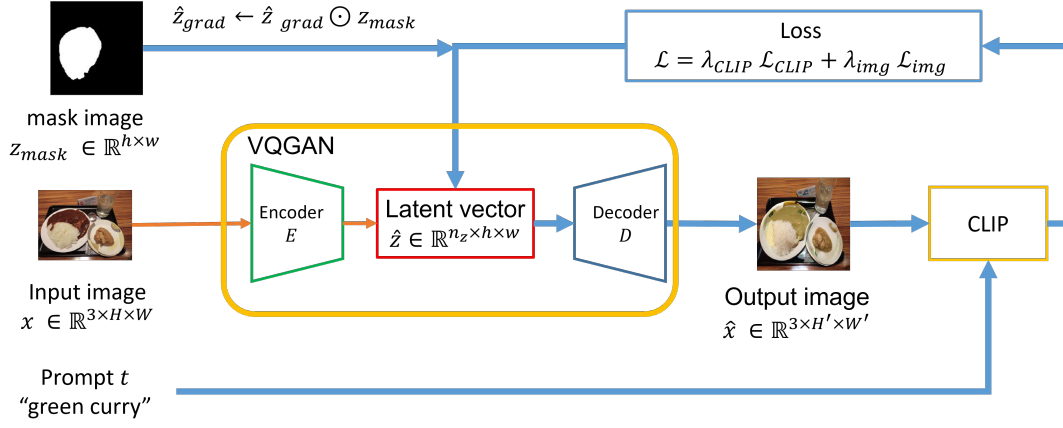 ẑ_grad ← ẑ_grad ⊙ z_mask
Loss
ℒ = λ_CLIP ℒ_CLIP + λ_img ℒ_img
mask image
z_mask ∈ ℝ^{h×w}
VQGAN
Encoder
E
Latent vector
ẑ ∈ ℝ^{n_z×h×w}
Decoder
D
CLIP
Input image
x ∈ ℝ^{3×H×W}
Output image
x̂ ∈ ℝ^{3×H′×W′}
Prompt t
“green curry”